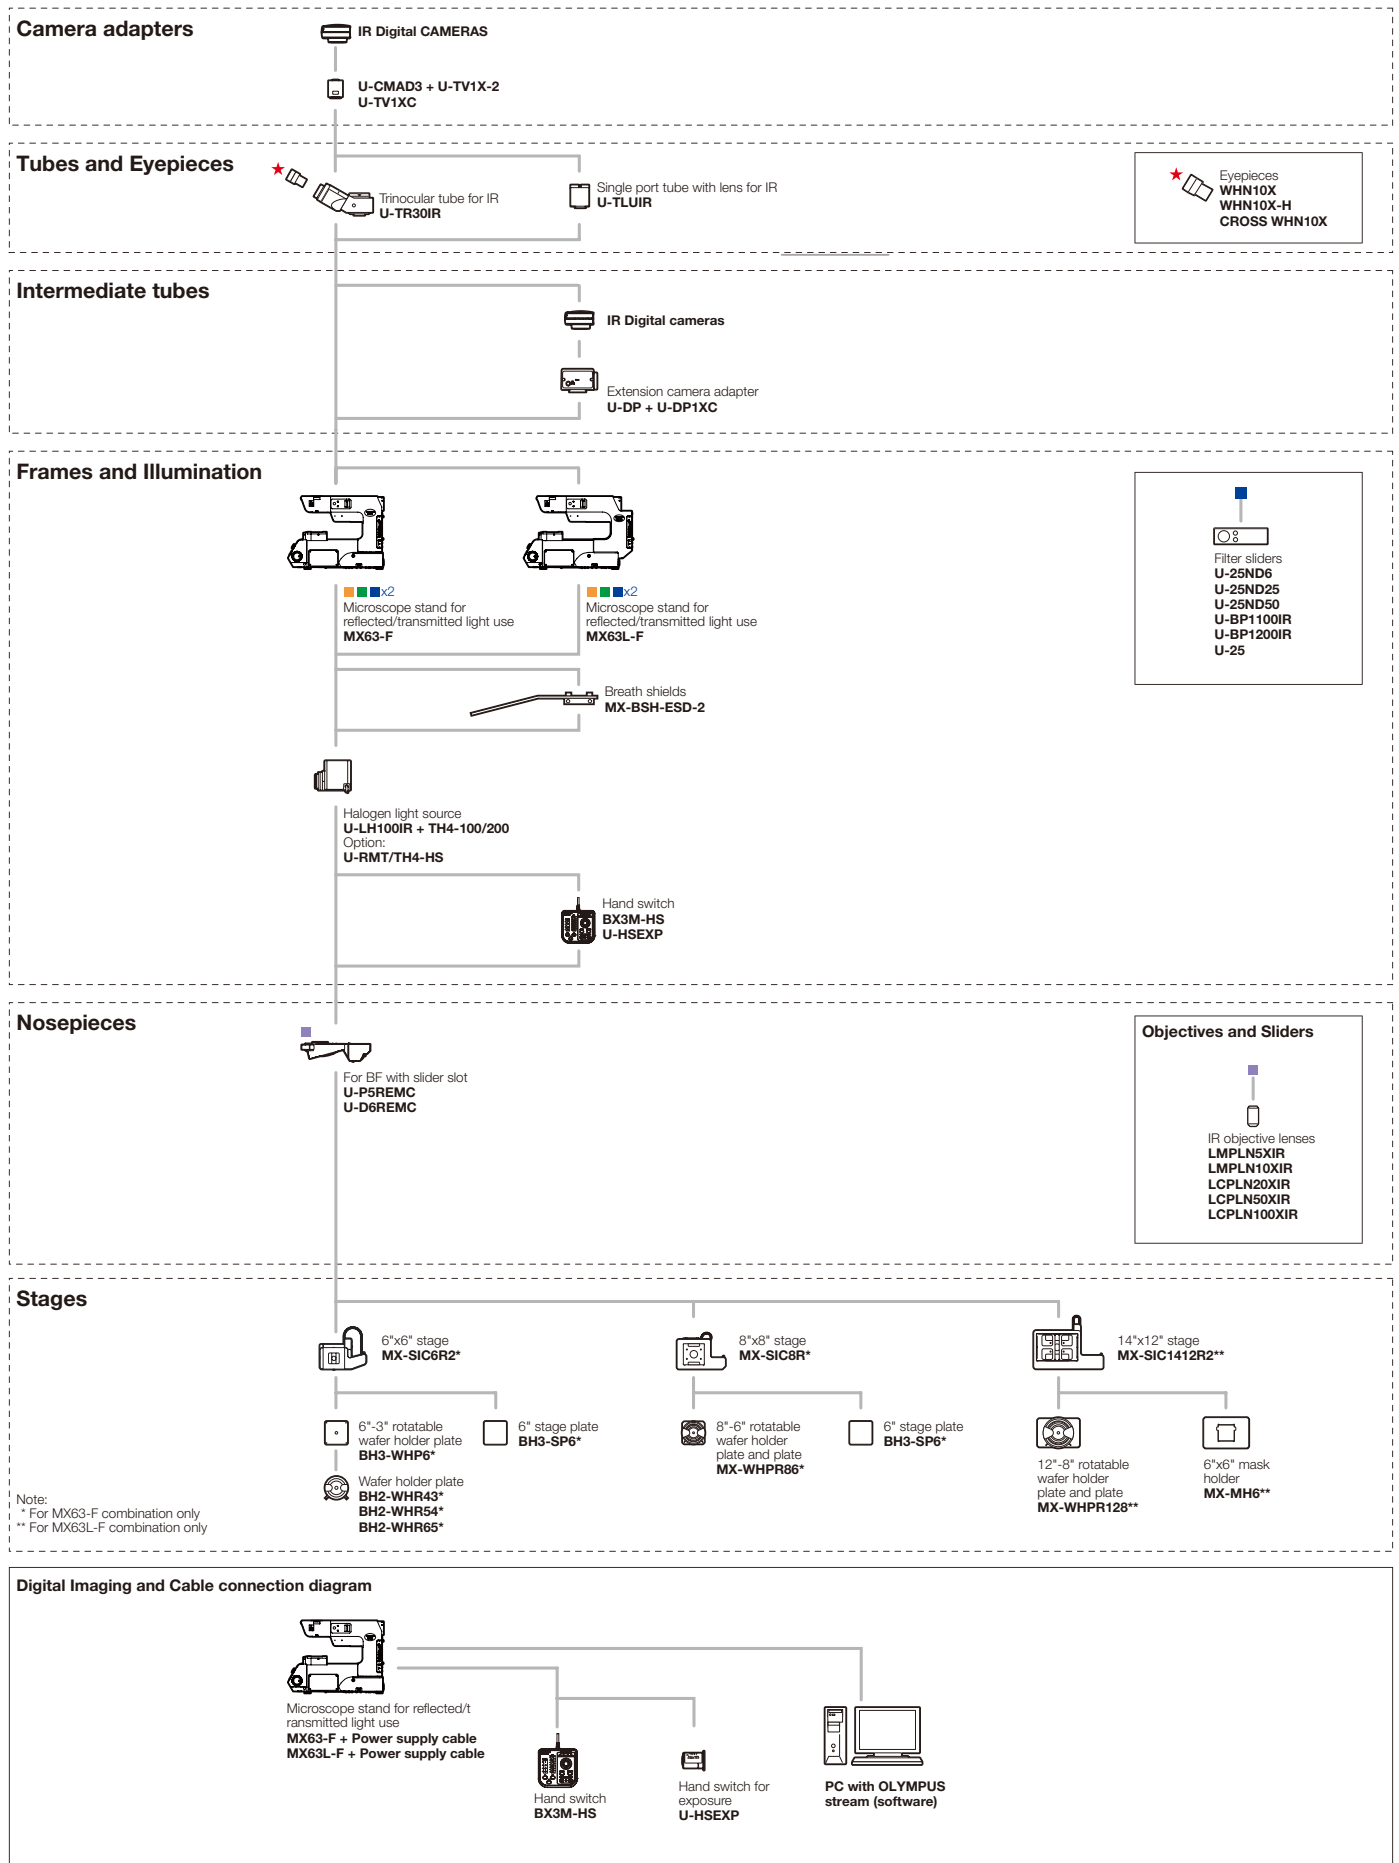 Camera adapters
IR Digital CAMERAS
U-CMAD3 + U-TV1X-2
U-TV1XC
Tubes and Eyepieces
Trinocular tube for IR
U-TR30IR
Single port tube with lens for IR
U-TLUIR
Eyepieces
WHN10X
WHN10X-H
CROSS WHN10X
Intermediate tubes
IR Digital cameras
Extension camera adapter
U-DP + U-DP1XC
Frames and Illumination
x2
Microscope stand for
reflected/transmitted light use
MX63-F
x2
Microscope stand for
reflected/transmitted light use
MX63L-F
Filter sliders
U-25ND6
U-25ND25
U-25ND50
U-BP1100IR
U-BP1200IR
U-25
Breath shields
MX-BSH-ESD-2
Halogen light source
U-LH100IR + TH4-100/200
Option:
U-RMT/TH4-HS
Hand switch
BX3M-HS
U-HSEXP
Nosepieces
For BF with slider slot
U-P5REMC
U-D6REMC
Objectives and Sliders
IR objective lenses
LMPLN5XIR
LMPLN10XIR
LCPLN20XIR
LCPLN50XIR
LCPLN100XIR
Stages
6"x6" stage
MX-SIC6R2*
8"x8" stage
MX-SIC8R*
14"x12" stage
MX-SIC1412R2**
6"-3" rotatable
wafer holder plate
BH3-WHP6*
6" stage plate
BH3-SP6*
8"-6" rotatable
wafer holder
plate and plate
MX-WHPR86*
6" stage plate
BH3-SP6*
12"-8" rotatable
wafer holder
plate and plate
MX-WHPR128**
6"x6" mask
holder
MX-MH6**
Wafer holder plate
BH2-WHR43*
BH2-WHR54*
BH2-WHR65*
Note:
* For MX63-F combination only
** For MX63L-F combination only
Digital Imaging and Cable connection diagram
Microscope stand for reflected/t
ransmitted light use
MX63-F + Power supply cable
MX63L-F + Power supply cable
Hand switch
BX3M-HS
Hand switch for
exposure
U-HSEXP
PC with OLYMPUS
stream (software)